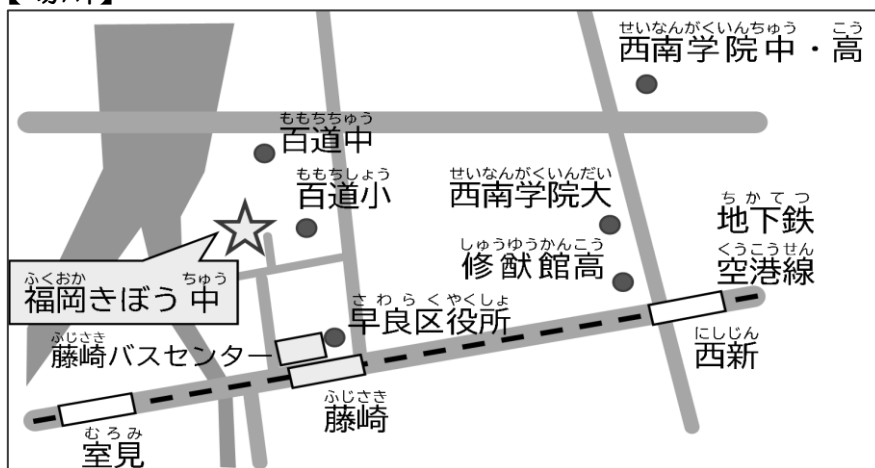 せいなんがくいんちゅう こう
西南学院中・高
ももちちゅう
百道中
ももちしょう
百道小
せいなんがくいんだい
西南学院大
ちかてつ
地下鉄
くうこうせん
空港線
しゅうゆうかんこう
修猷館高
ふくおか ちゅう
福岡きぼう中
さわらくやくしょ
早良区役所
ふじさき
藤崎バスセンター
にしじん
西新
ふじさき
藤崎
むろみ
室見